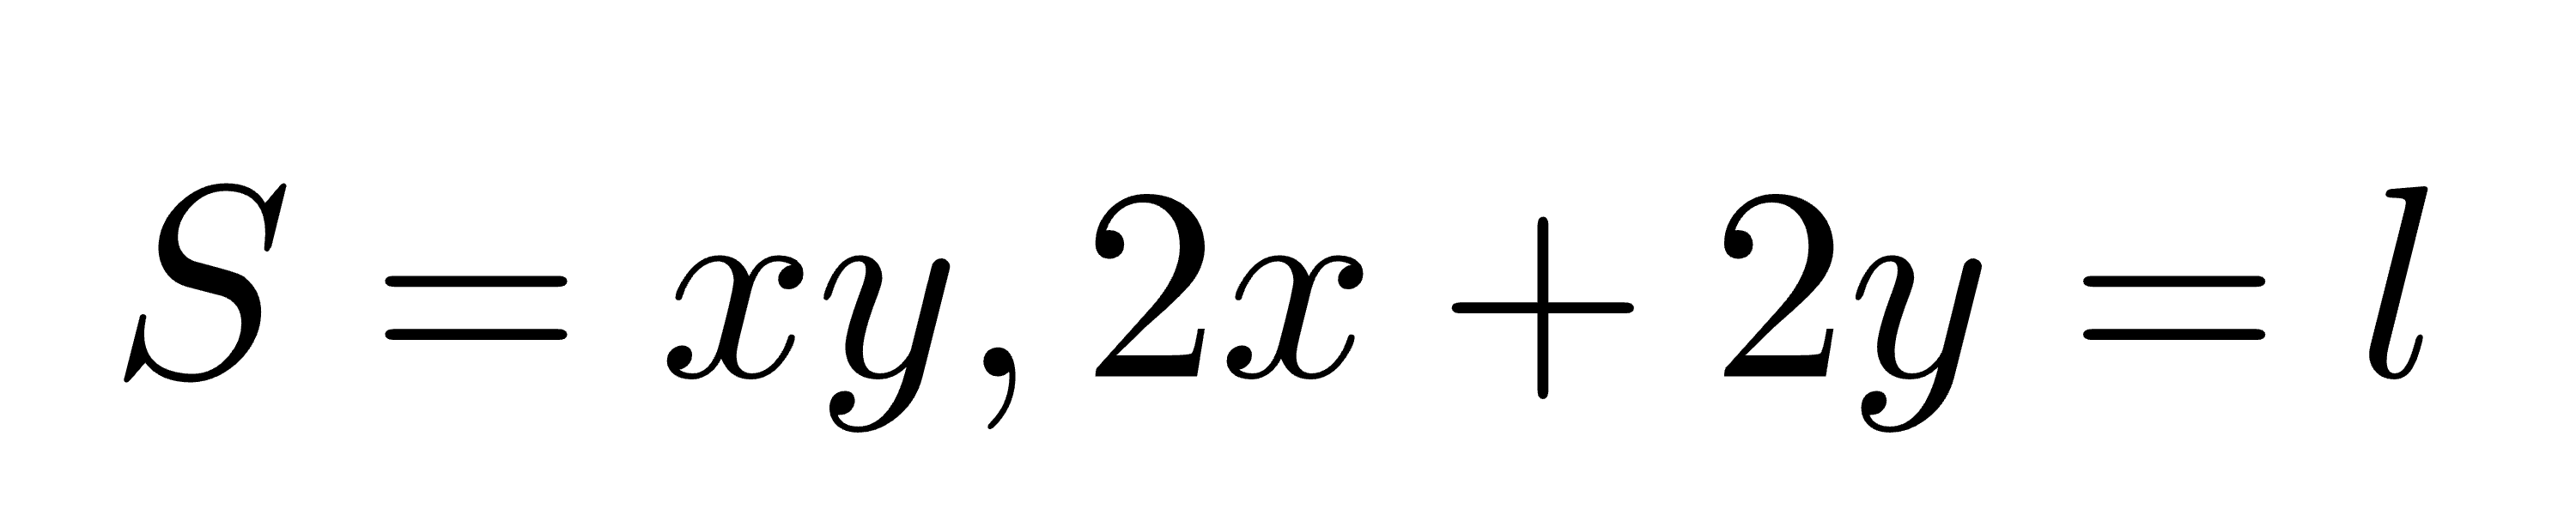 S = xy, 2x + 2y = l